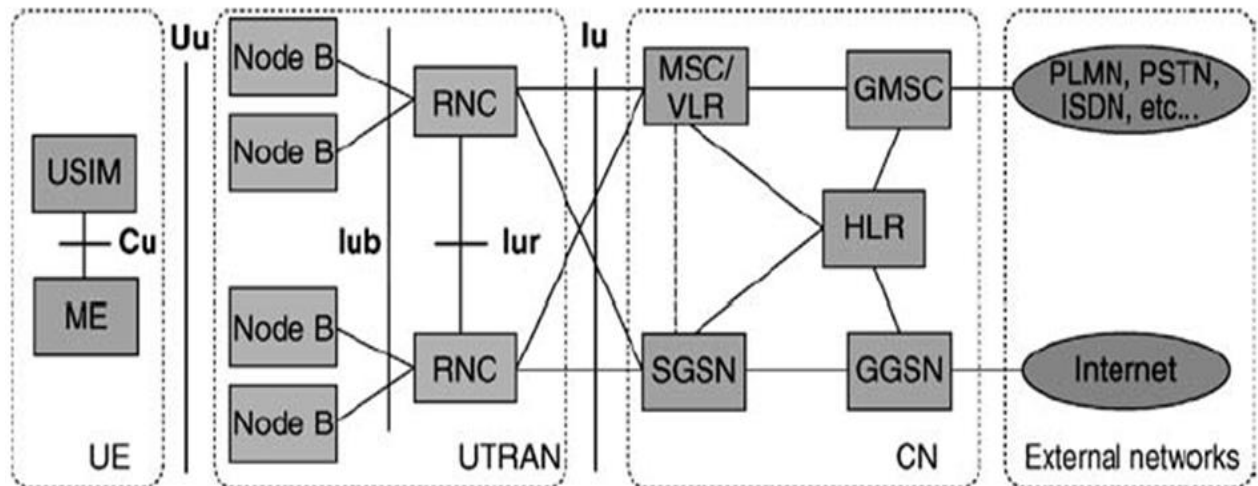 Uu
Iu
Node B
Node B
RNC
MSC/
VLR
GMSC
PLMN, PSTN,
ISDN, etc...
USIM
Cu
ME
Iub
Iur
HLR
Node B
Node B
RNC
SGSN
GGSN
Internet
UE
UTRAN
CN
External networks